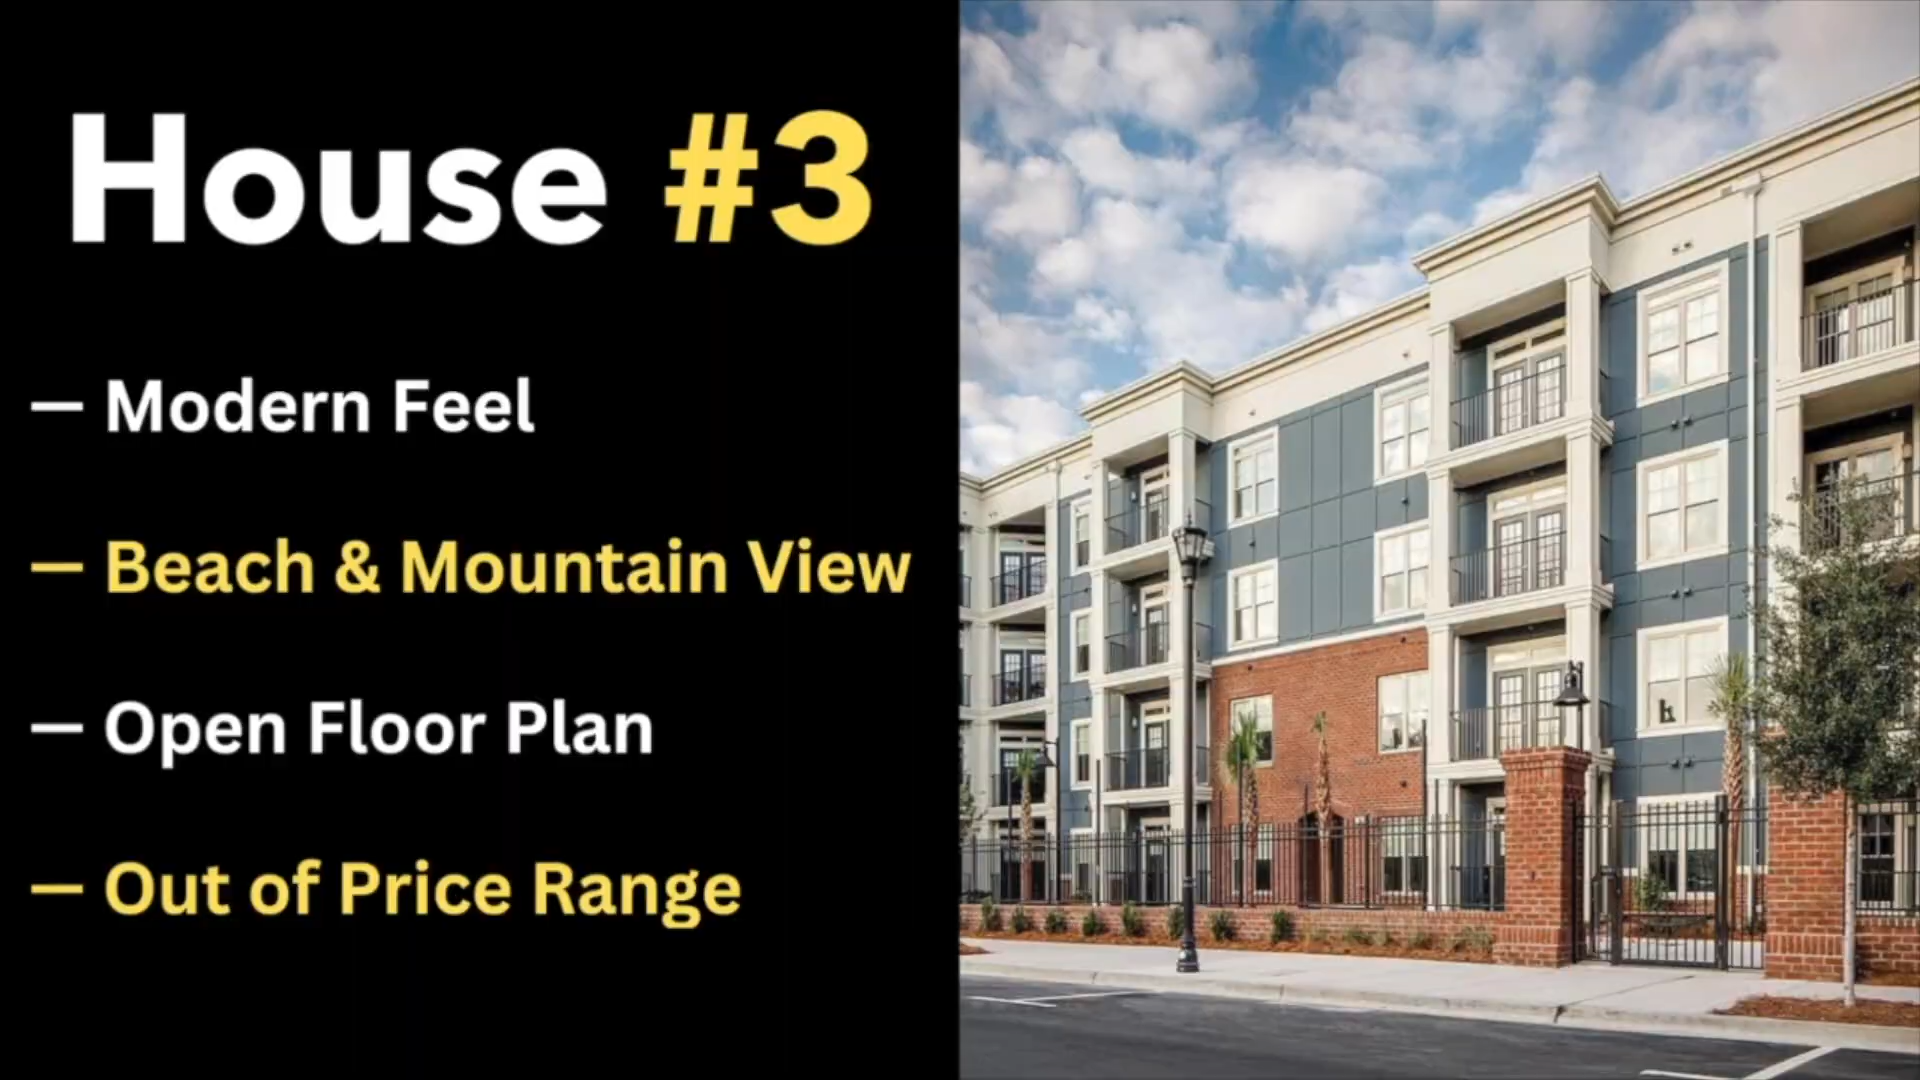 House #3
— Modern Feel
— Beach & Mountain View
— Open Floor Plan
— Out of Price Range